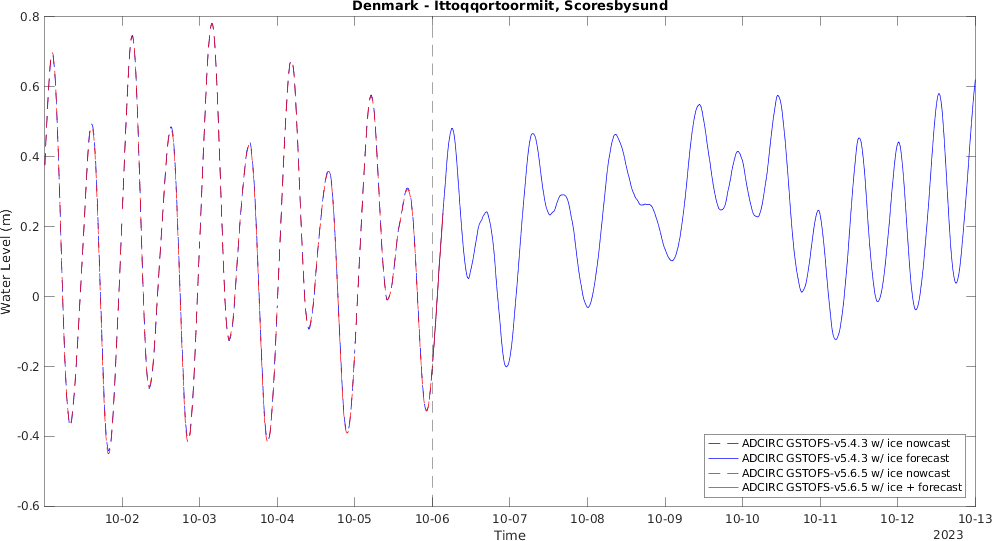 Denmark - Ittoqqortoormiit, Scoresbysund
Water Level (m)
0.8
0.6
0.4
0.2
0
-0.2
-0.4
-0.6
ADCIRC GSTOFS-v5.4.3 w/ ice nowcast
ADCIRC GSTOFS-v5.4.3 w/ ice forecast
ADCIRC GSTOFS-v5.6.5 w/ ice nowcast
ADCIRC GSTOFS-v5.6.5 w/ ice + forecast
10-02 10-03 10-04 10-05 10-06 10-07 10-08 10-09 10-10 10-11 10-12 10-13
Time
2023